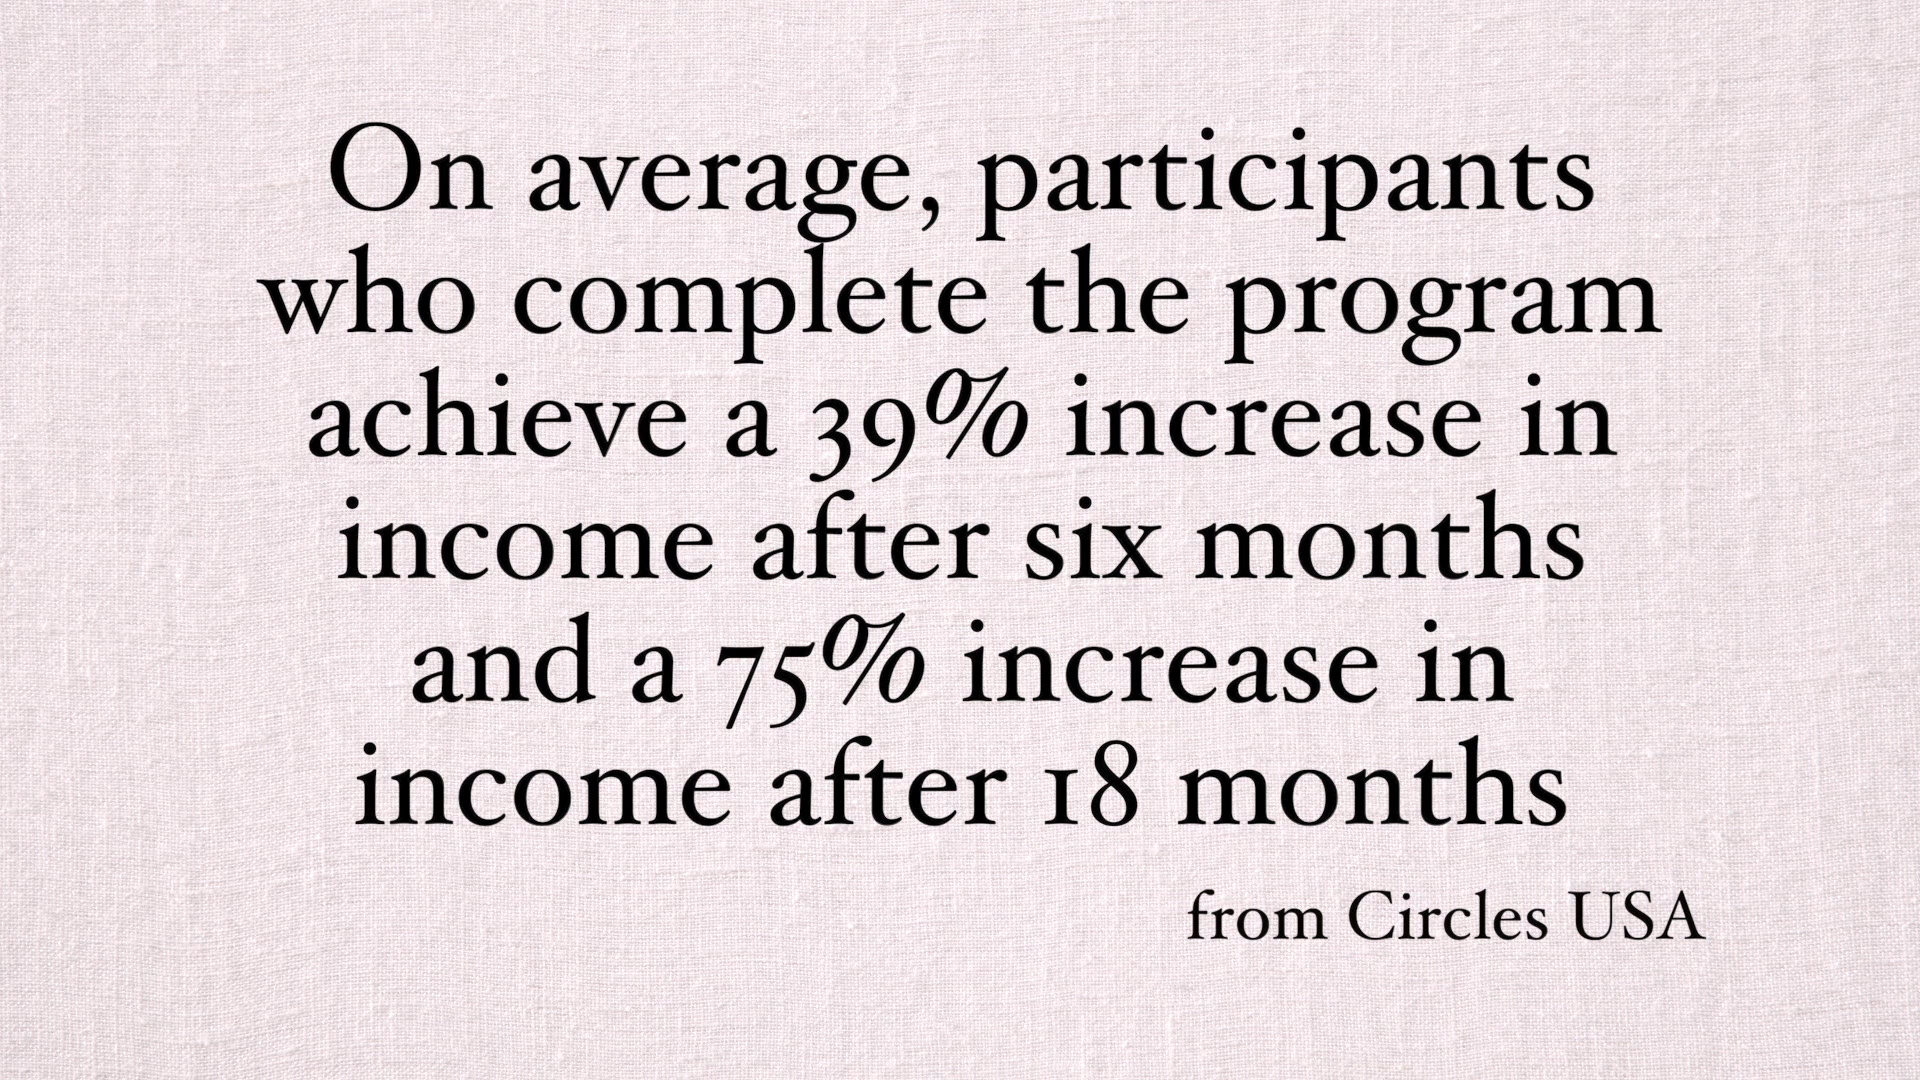 On average, participants
who complete the program
achieve a 39% increase in
income after six months
and a 75% increase in
income after 18 months
from Circles USA